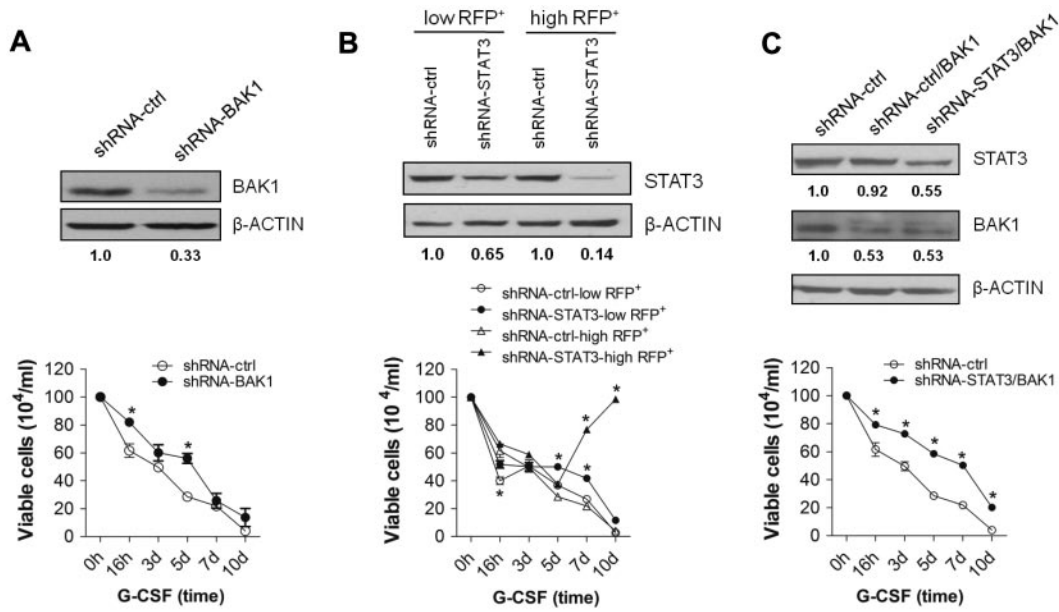 A
shRNA-ctrl
shRNA-BAK1
BAK1
β-ACTIN
1.0 0.33
shRNA-ctrl
shRNA-BAK1
Viable cells (10⁴/ml)
120
100
80
60
40
20
0
* *
0h 16h 3d 5d 7d 10d
G-CSF (time)
B
low RFP⁺ high RFP⁺
shRNA-ctrl
shRNA-STAT3
shRNA-ctrl
shRNA-STAT3
STAT3
β-ACTIN
1.0 0.65 1.0 0.14
shRNA-ctrl-low RFP⁺
shRNA-STAT3-low RFP⁺
shRNA-ctrl-high RFP⁺
shRNA-STAT3-high RFP⁺
Viable cells (10⁴/ml)
120
100
80
60
40
20
0
* * * * *
0h 16h 3d 5d 7d 10d
G-CSF (time)
C
shRNA-ctrl
shRNA-ctrl/BAK1
shRNA-STAT3/BAK1
STAT3
1.0 0.92 0.55
BAK1
1.0 0.53 0.53
β-ACTIN
shRNA-ctrl
shRNA-STAT3/BAK1
Viable cells (10⁴/ml)
120
100
80
60
40
20
0
* * * * *
0h 16h 3d 5d 7d 10d
G-CSF (time)